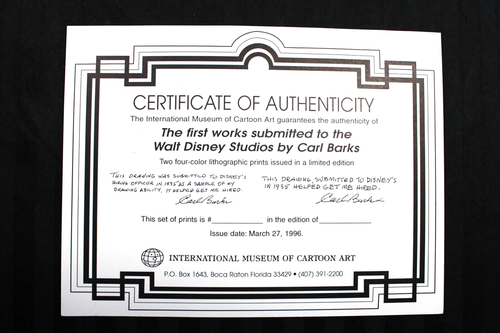 CERTIFICATE OF AUTHENTICITY
The International Museum of Cartoon Art guarantees the authenticity of
The first works submitted to the
Walt Disney Studios by Carl Barks
Two four-color lithographic prints issued in a limited edition
THIS DRAWING WAS SUBMITTED TO DISNEY'S
HIRING OFFICER IN 1935 AS A SAMPLE OF MY
DRAWING ABILITY, IT HELPED GET ME HIRED.
Carl Barks
THIS DRAWING, SUBMITTED TO DISNEY'S
IN 1935 HELPED GET ME HIRED.
Carl Barks
This set of prints is # in the edition of
Issue date: March 27, 1996.
INTERNATIONAL MUSEUM OF CARTOON ART
P.O. Box 1643, Boca Raton Florida 33429 • (407) 391-2200